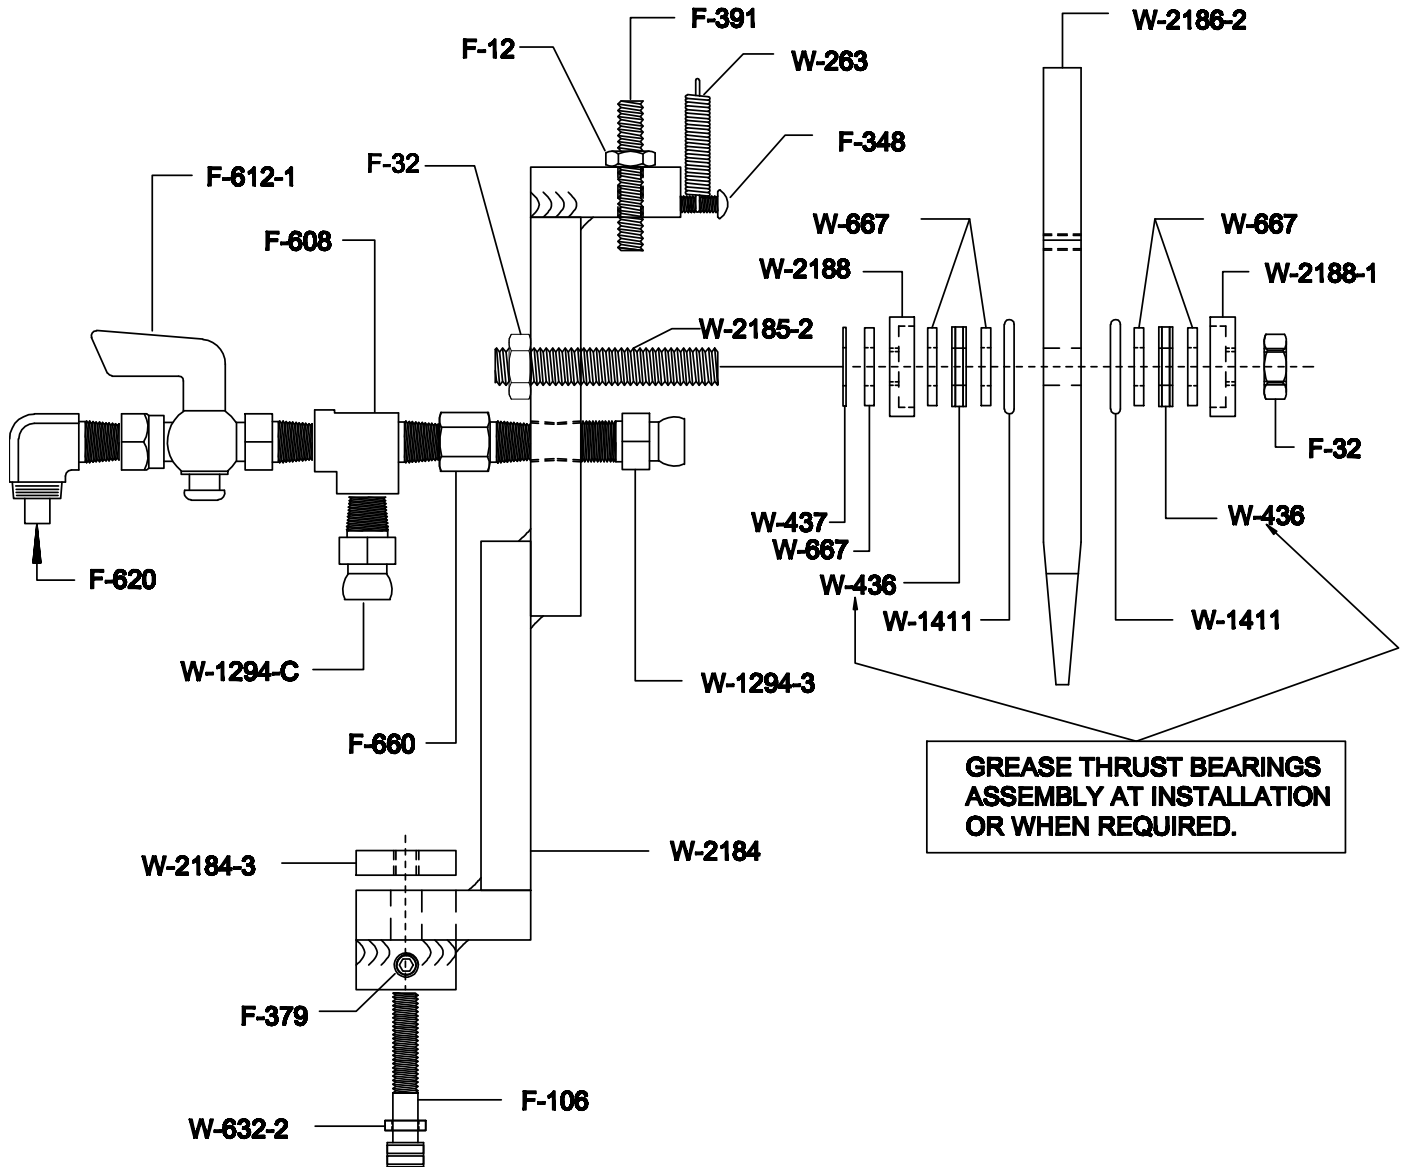 F-391
W-2186-2
F-12
W-263
F-348
F-32
F-612-1
W-667
W-667
F-608
W-2188
W-2188-1
W-2185-2
F-32
W-437
W-436
W-667
F-620
W-436
W-1411
W-1411
W-1294-C
W-1294-3
F-660
GREASE THRUST BEARINGS
ASSEMBLY AT INSTALLATION
OR WHEN REQUIRED.
W-2184-3
W-2184
F-379
F-106
W-632-2